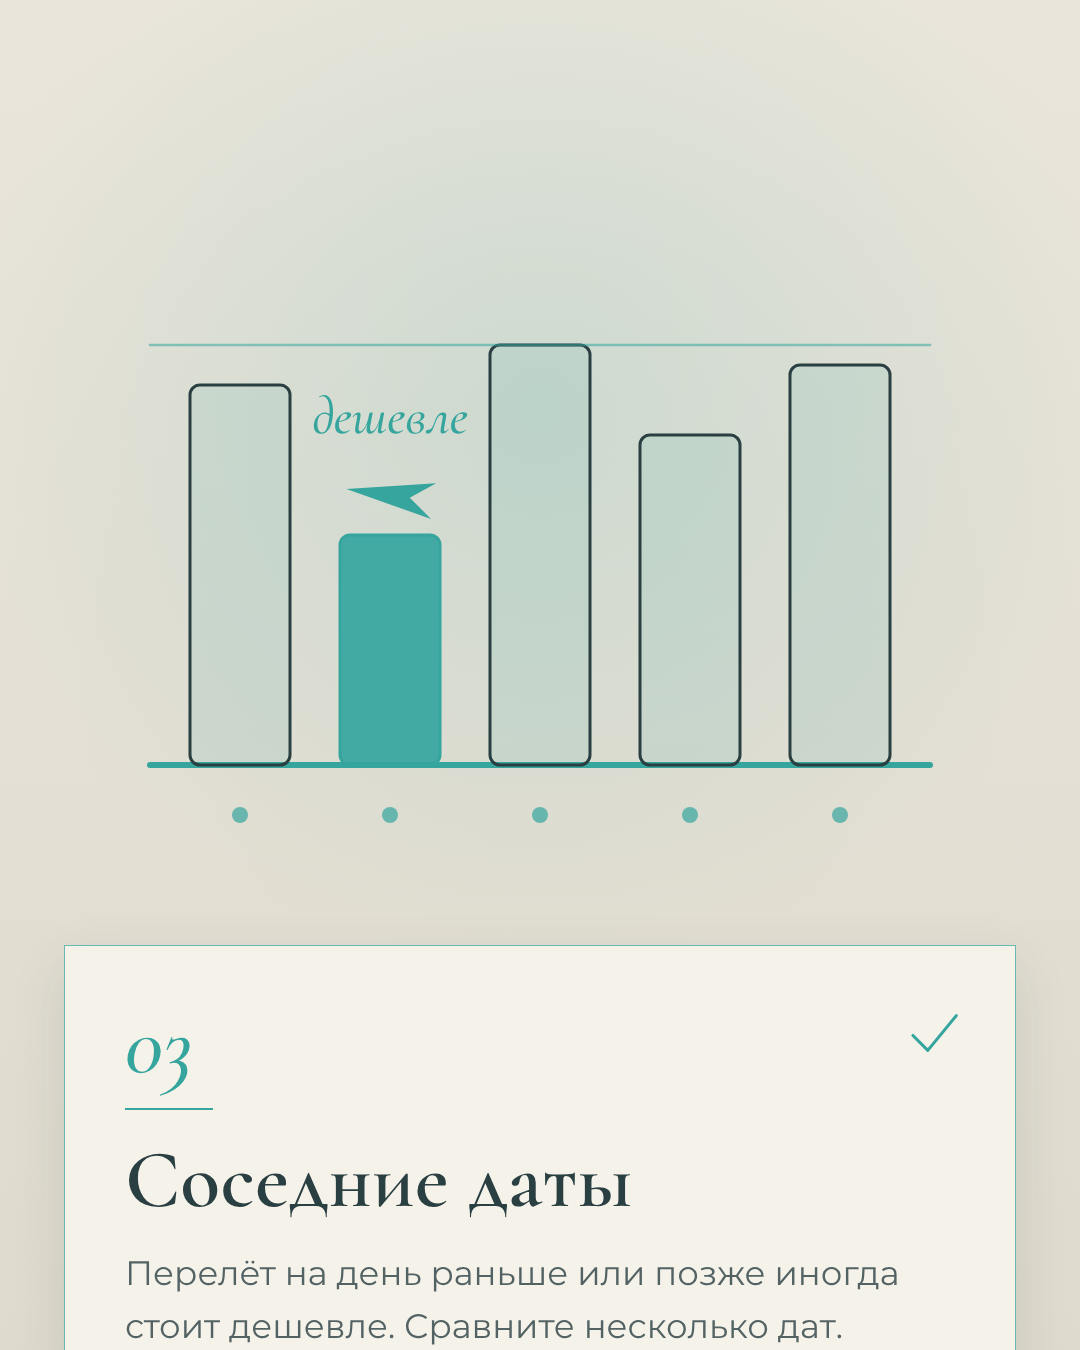 дешевле
03
Соседние даты
Перелёт на день раньше или позже иногда
стоит дешевле. Сравните несколько дат.